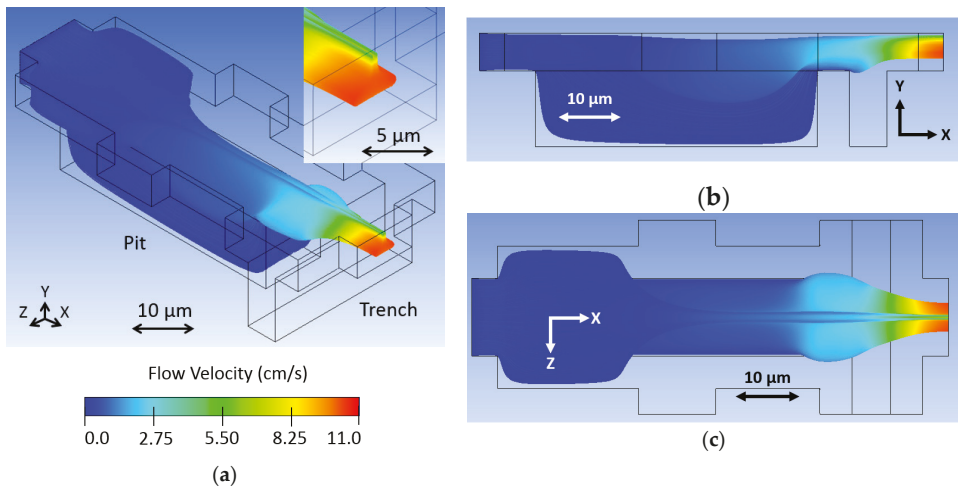 5 μm
Pit
Trench
Y
Z X
10 μm
Flow Velocity (cm/s)
0.0 2.75 5.50 8.25 11.0
(a)
10 μm
Y
X
(b)
X
Z
10 μm
(c)